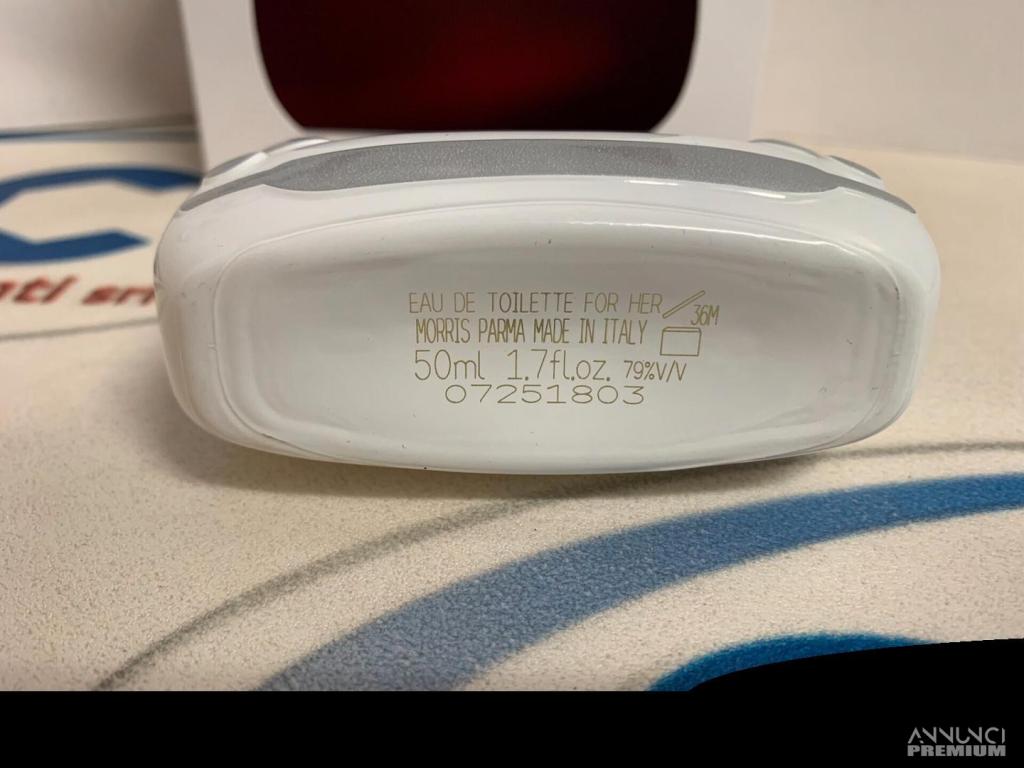 EAU DE TOILETTE FOR HER
36M
MORRIS PARMA MADE IN ITALY
50ml 1.7fl.oz. 79%V/V
07251803
ANNUNCI
PREMIUM